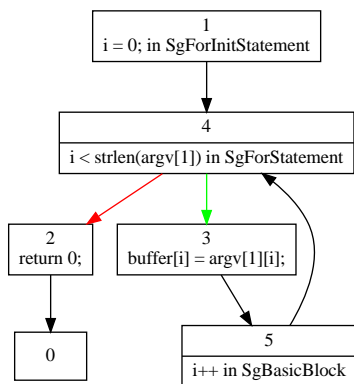 1
i = 0; in SgForInitStatement
4
i < strlen(argv[1]) in SgForStatement
2
return 0;
3
buffer[i] = argv[1][i];
0
5
i++ in SgBasicBlock